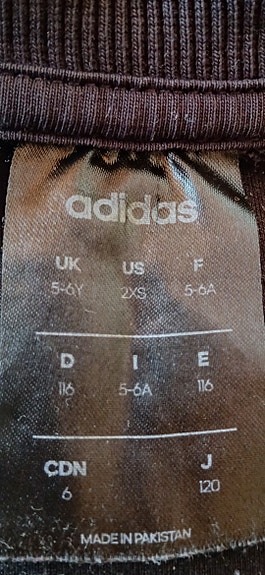 adidas
UK US F
5-6Y 2XS 5-6A
D I E
116 5-6A 116
CDN J
6 120
MADE IN PAKISTAN